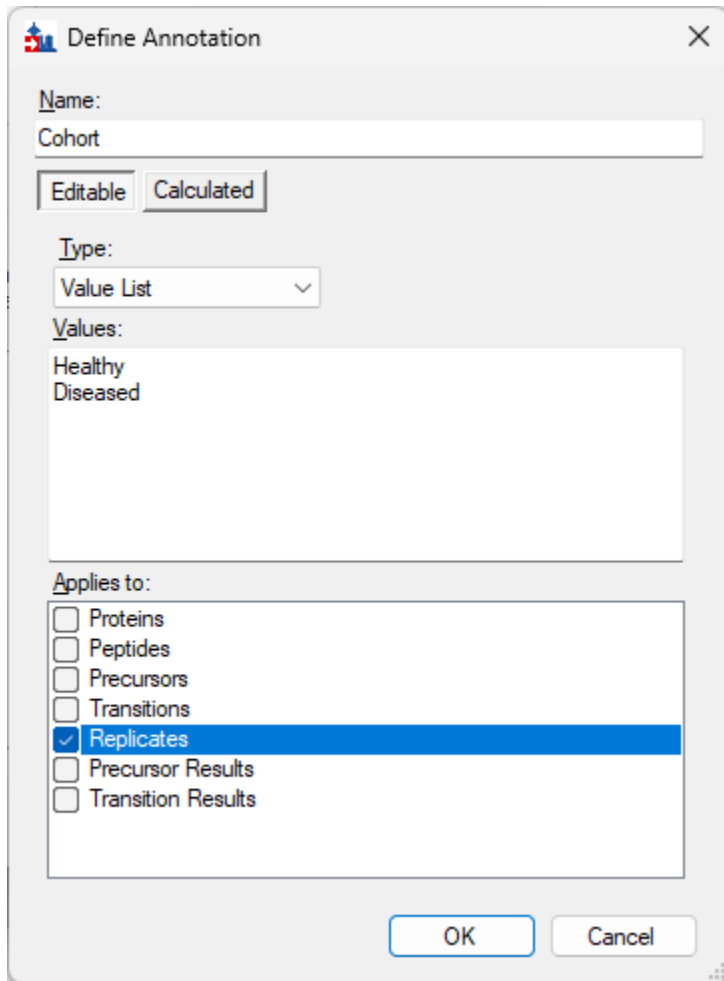 Define Annotation
Name:
Cohort
Editable
Calculated
Type:
Value List
Values:
Healthy
Diseased
Applies to:
Proteins
Peptides
Precursors
Transitions
Replicates
Precursor Results
Transition Results
OK
Cancel